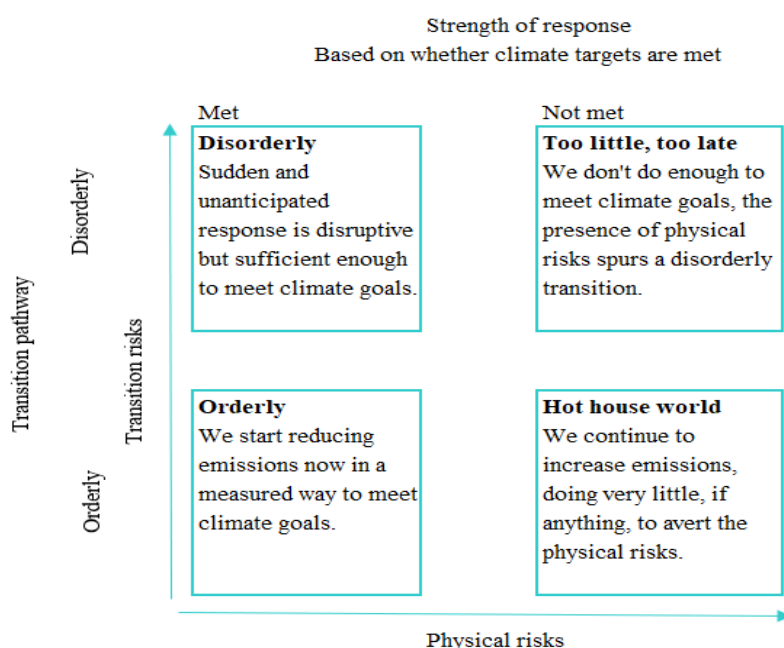 Strength of response
Based on whether climate targets are met
Met
Not met
Disorderly
Sudden and
unanticipated
response is disruptive
but sufficient enough
to meet climate goals.
Too little, too late
We don't do enough to
meet climate goals, the
presence of physical
risks spurs a disorderly
transition.
Disorderly
Transition pathway
Transition risks
Orderly
Orderly
We start reducing
emissions now in a
measured way to meet
climate goals.
Hot house world
We continue to
increase emissions,
doing very little, if
anything, to avert the
physical risks.
Physical risks